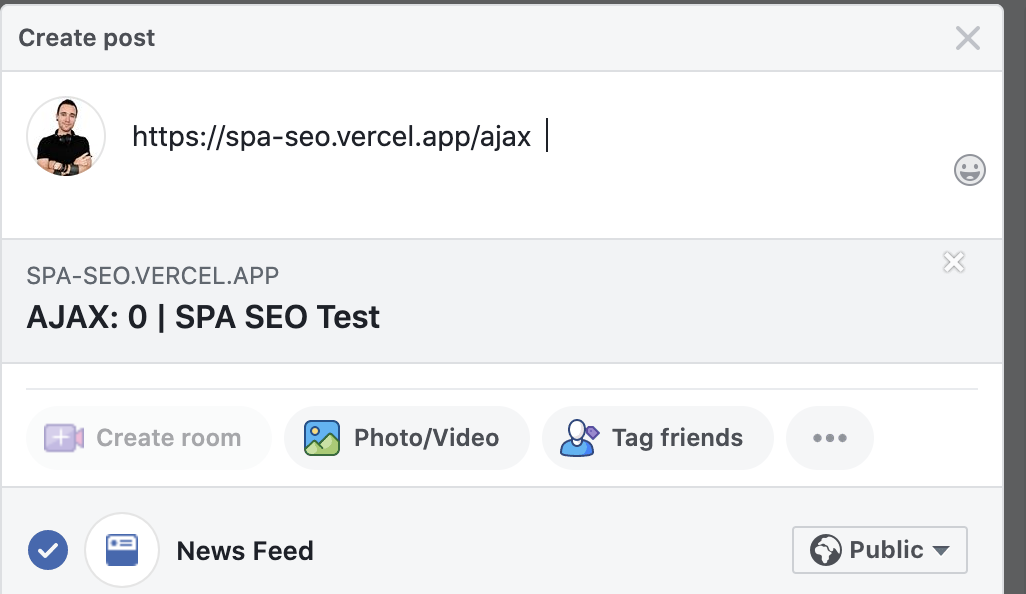 Create post
https://spa-seo.vercel.app/ajax
SPA-SEO.VERCEL.APP
AJAX: 0 | SPA SEO Test
Create room Photo/Video Tag friends
News Feed Public